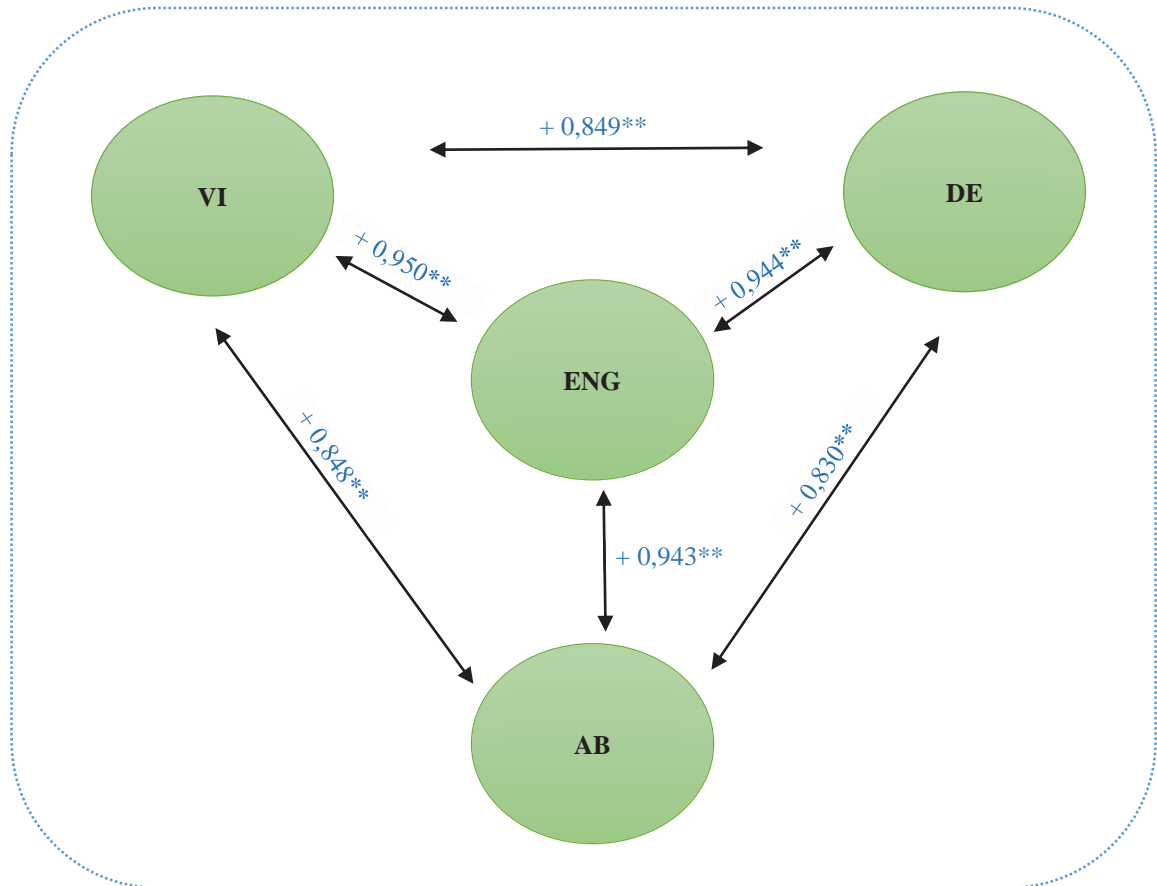 + 0,849**
VI
DE
+ 0,950**
+ 0,944**
ENG
+ 0,848**
+ 0,830**
+ 0,943**
AB